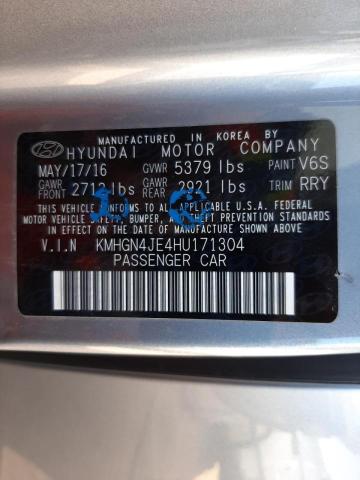 MANUFACTURED IN KOREA BY
HYUNDAI MOTOR COMPANY
MAY/17/16 GVWR 5379 lbs PAINT V6S
GAWR FRONT 2712 lbs GAWR REAR 2921 lbs TRIM RRY
THIS VEHICLE CONFORMS TO ALL APPLICABLE U.S.A. FEDERAL
MOTOR VEHICLE SAFETY, BUMPER, AND THEFT PREVENTION
STANDARDS IN EFFECT ON THE DATE OF MANUFACTURE SHOWN ABOVE.
V.I.N KMHGN4JE4HU171304
PASSENGER CAR